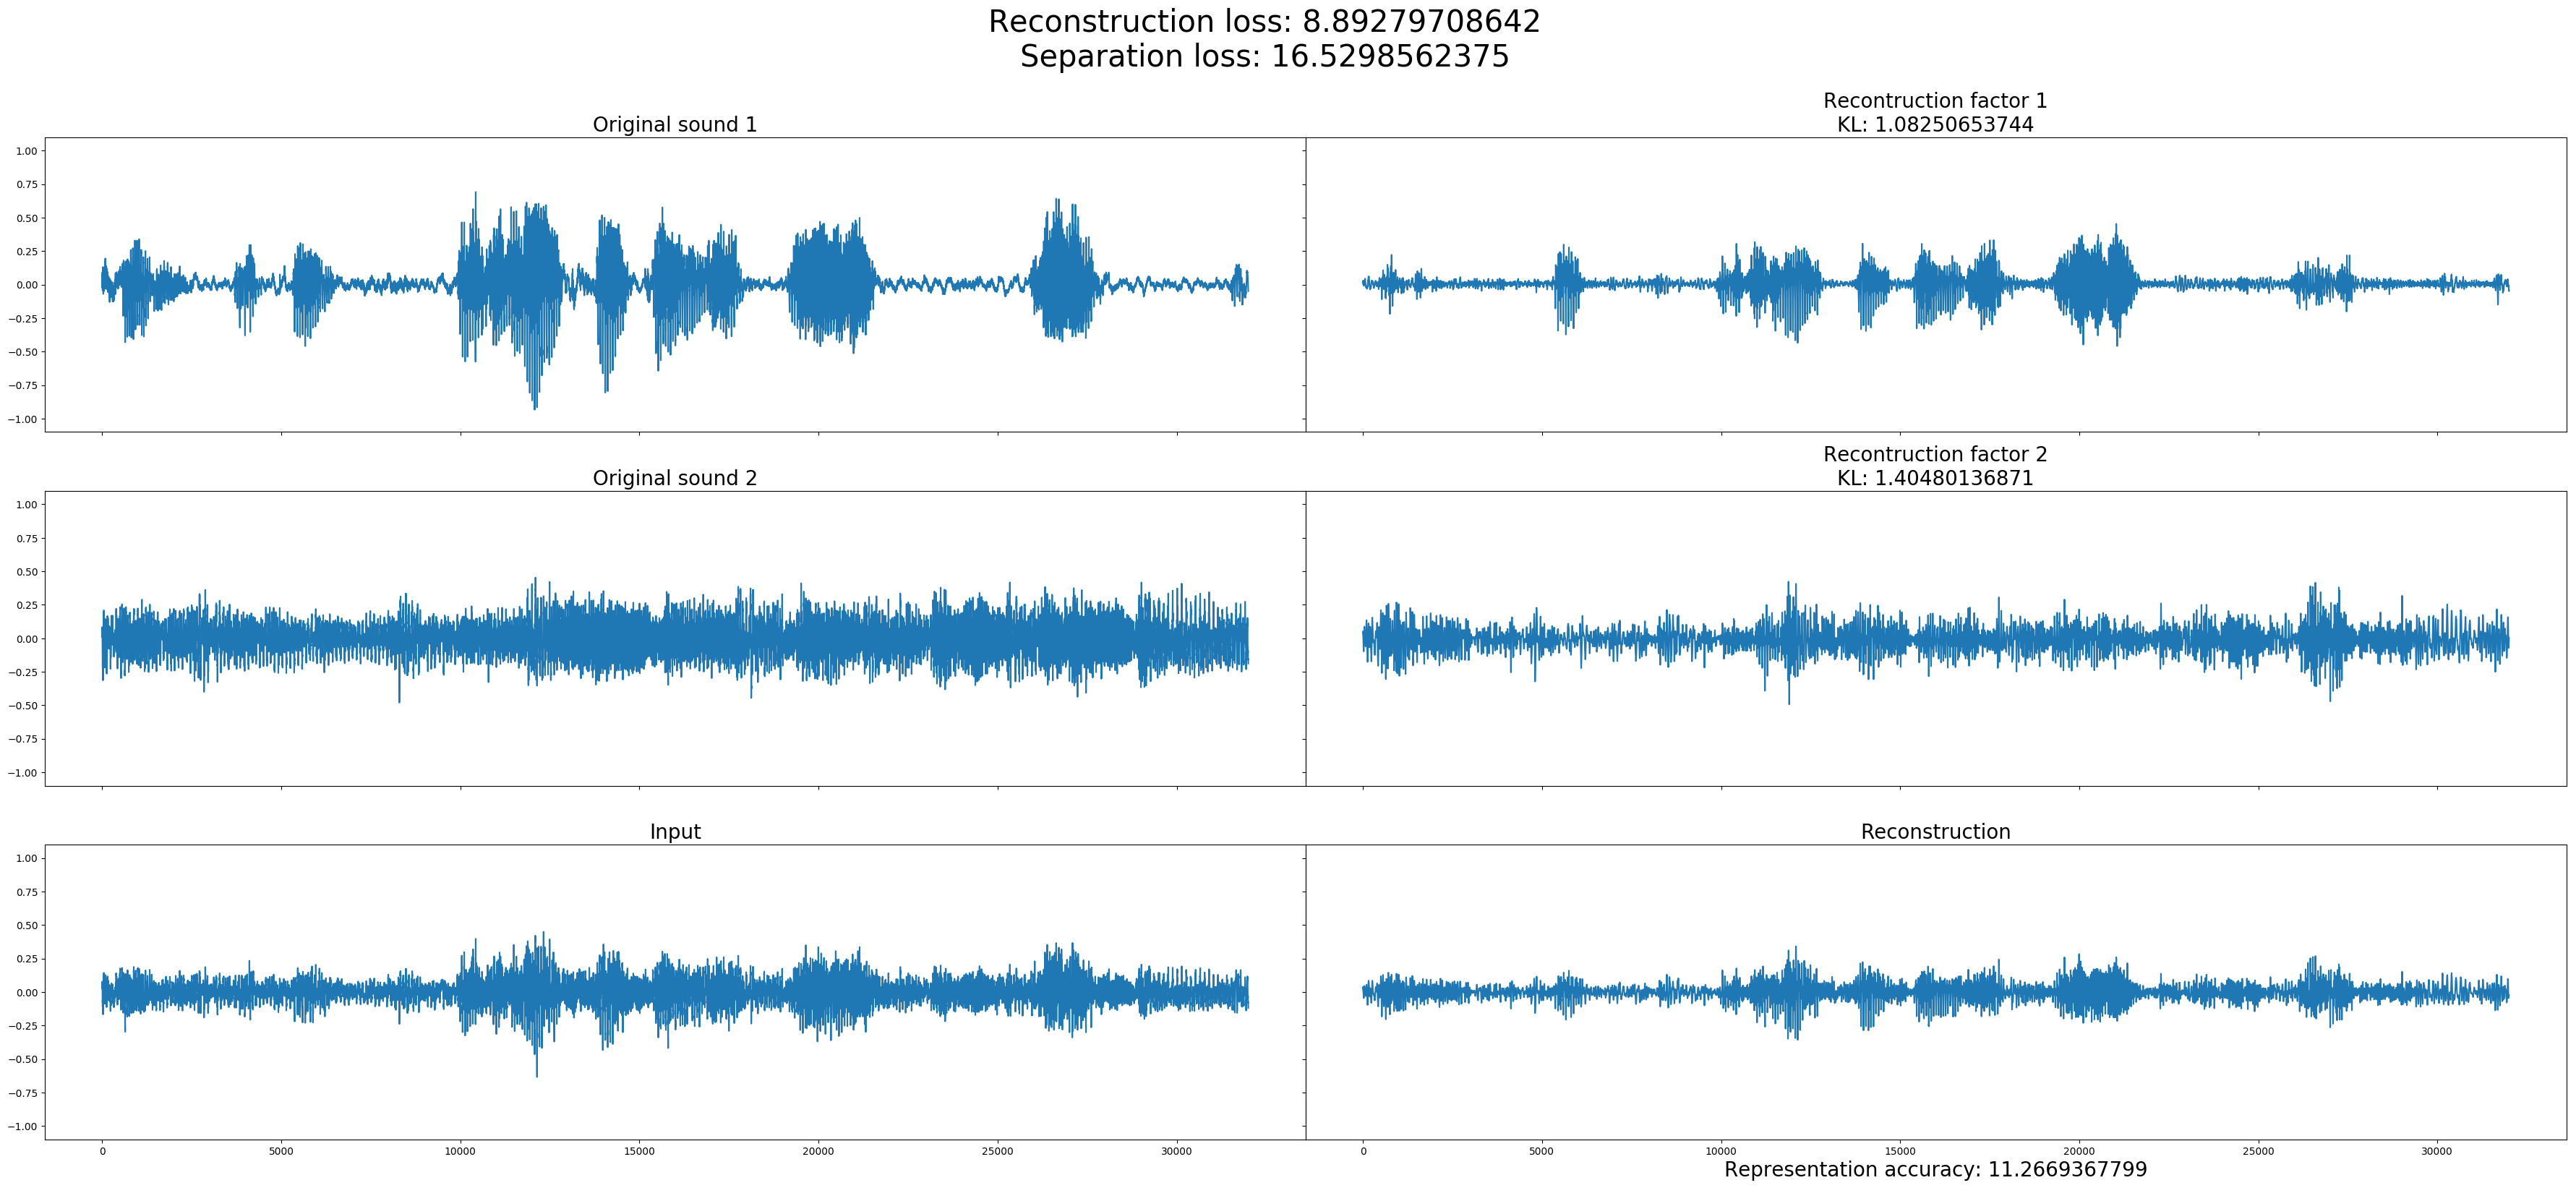 Reconstruction loss: 8.89279708642
Separation loss: 16.5298562375
Original sound 1
Recontruction factor 1
KL: 1.08250653744
1.00
0.75
0.50
0.25
0.00
−0.25
−0.50
−0.75
−1.00
Original sound 2
Recontruction factor 2
KL: 1.40480136871
1.00
0.75
0.50
0.25
0.00
−0.25
−0.50
−0.75
−1.00
Input
Reconstruction
1.00
0.75
0.50
0.25
0.00
−0.25
−0.50
−0.75
−1.00
0 5000 10000 15000 20000 25000 30000
0 5000 10000 15000 20000 25000 30000
Representation accuracy: 11.2669367799